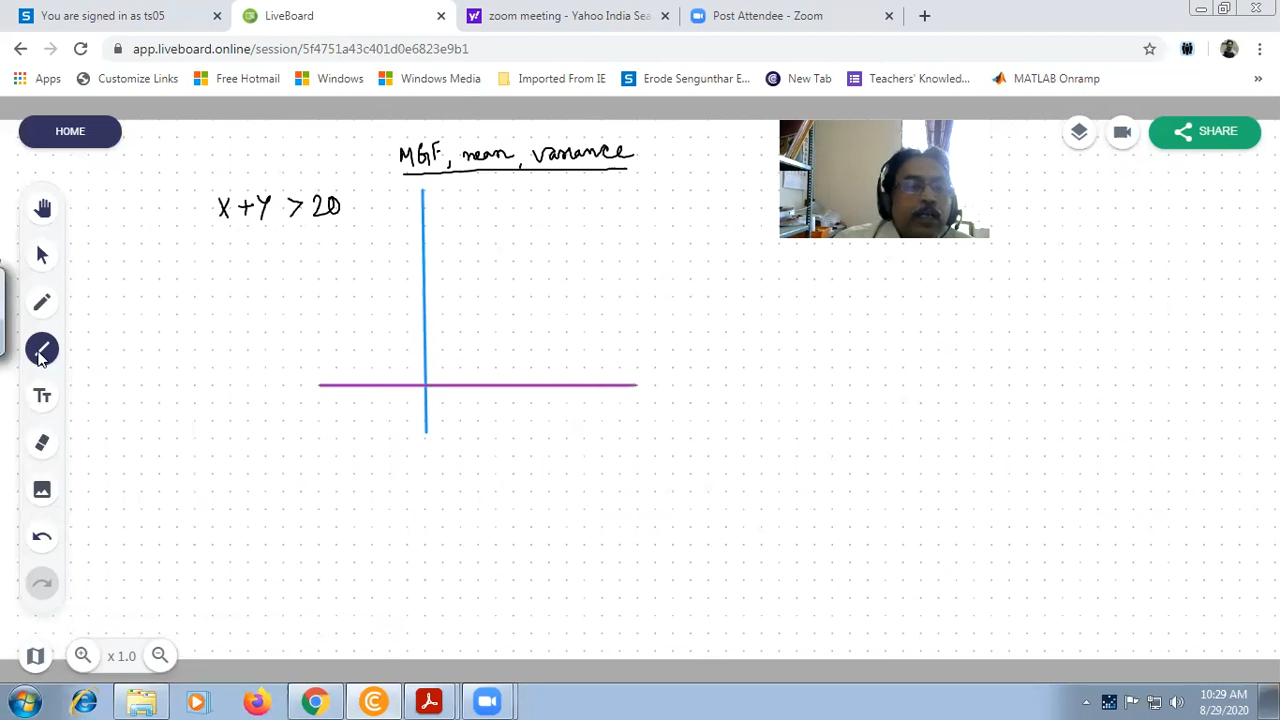 You are signed in as ts05
LiveBoard
zoom meeting - Yahoo India Sea
Post Attendee - Zoom
app.liveboard.online/session/5f4751a43c401d0e6823e9b1
Apps Customize Links Free Hotmail Windows Windows Media Imported From IE Erode Sengunthar E... New Tab Teachers' Knowled... MATLAB Onramp »
HOME
SHARE
MGF, mean, variance
X + Y > 20
Tт
x 1.0
10:29 AM
8/29/2020